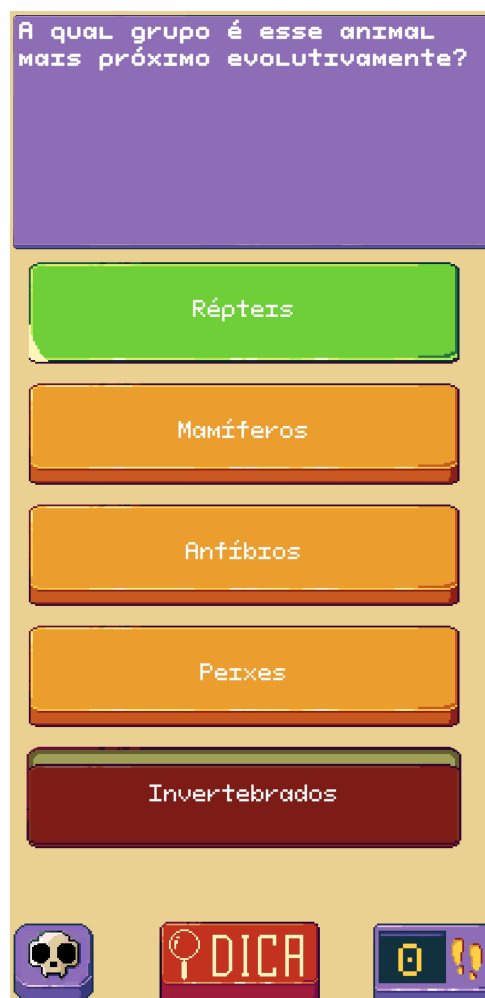 A qual grupo é esse animal
mais próximo evolutivamente?
Répteis
Mamíferos
Anfíbios
Peixes
Invertebrados
DICA
0